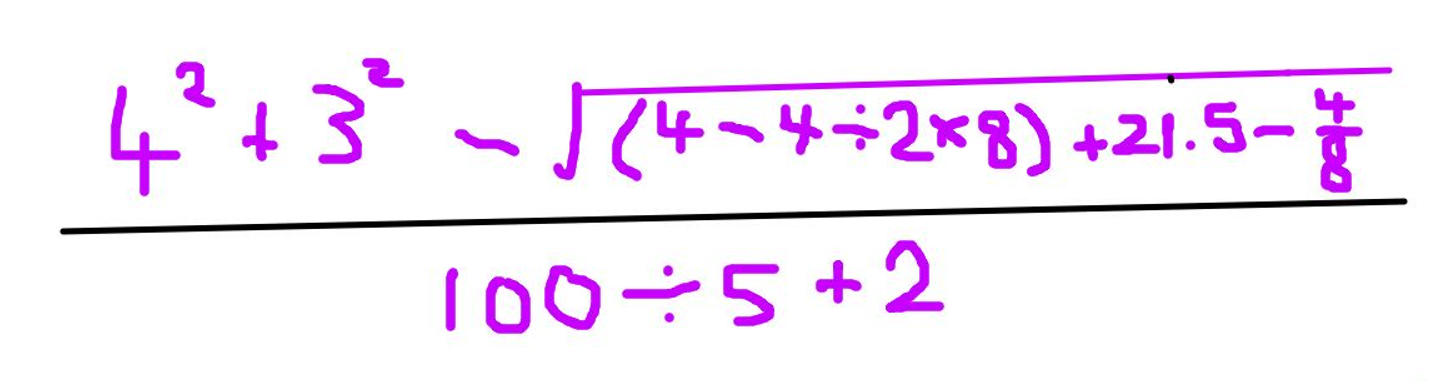 4² + 3² - √((4 - 4 ÷ 2 × 8) + 21.5 - 4/8)
100 ÷ 5 + 2